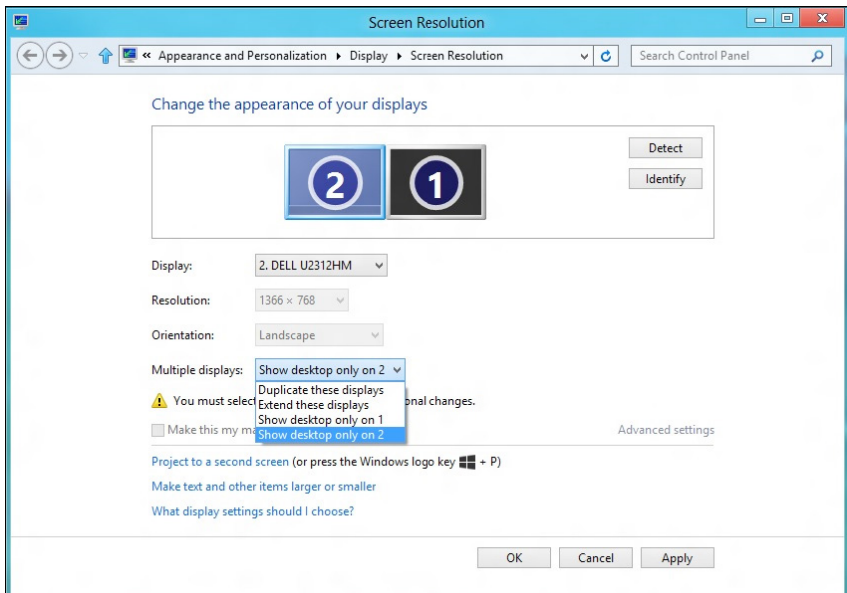 Screen Resolution
« Appearance and Personalization ▸ Display ▸ Screen Resolution
Search Control Panel
Change the appearance of your displays
2
1
Detect
Identify
Display: 2. DELL U2312HM
Resolution: 1366 × 768
Orientation: Landscape
Multiple displays: Show desktop only on 2
Duplicate these displays
Extend these displays
Show desktop only on 1
Show desktop only on 2
You must select onal changes.
Make this my ma
Advanced settings
Project to a second screen (or press the Windows logo key + P)
Make text and other items larger or smaller
What display settings should I choose?
OK Cancel Apply